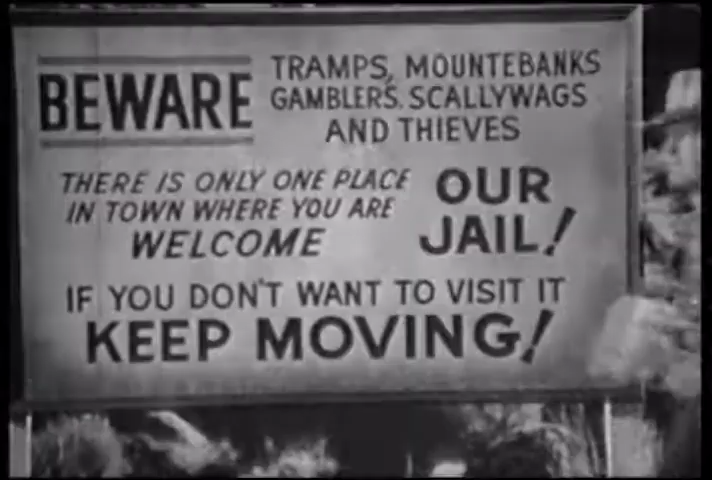 BEWARE
TRAMPS, MOUNTEBANKS
GAMBLERS. SCALLYWAGS
AND THIEVES
THERE IS ONLY ONE PLACE
IN TOWN WHERE YOU ARE
WELCOME
OUR
JAIL!
IF YOU DON'T WANT TO VISIT IT
KEEP MOVING!